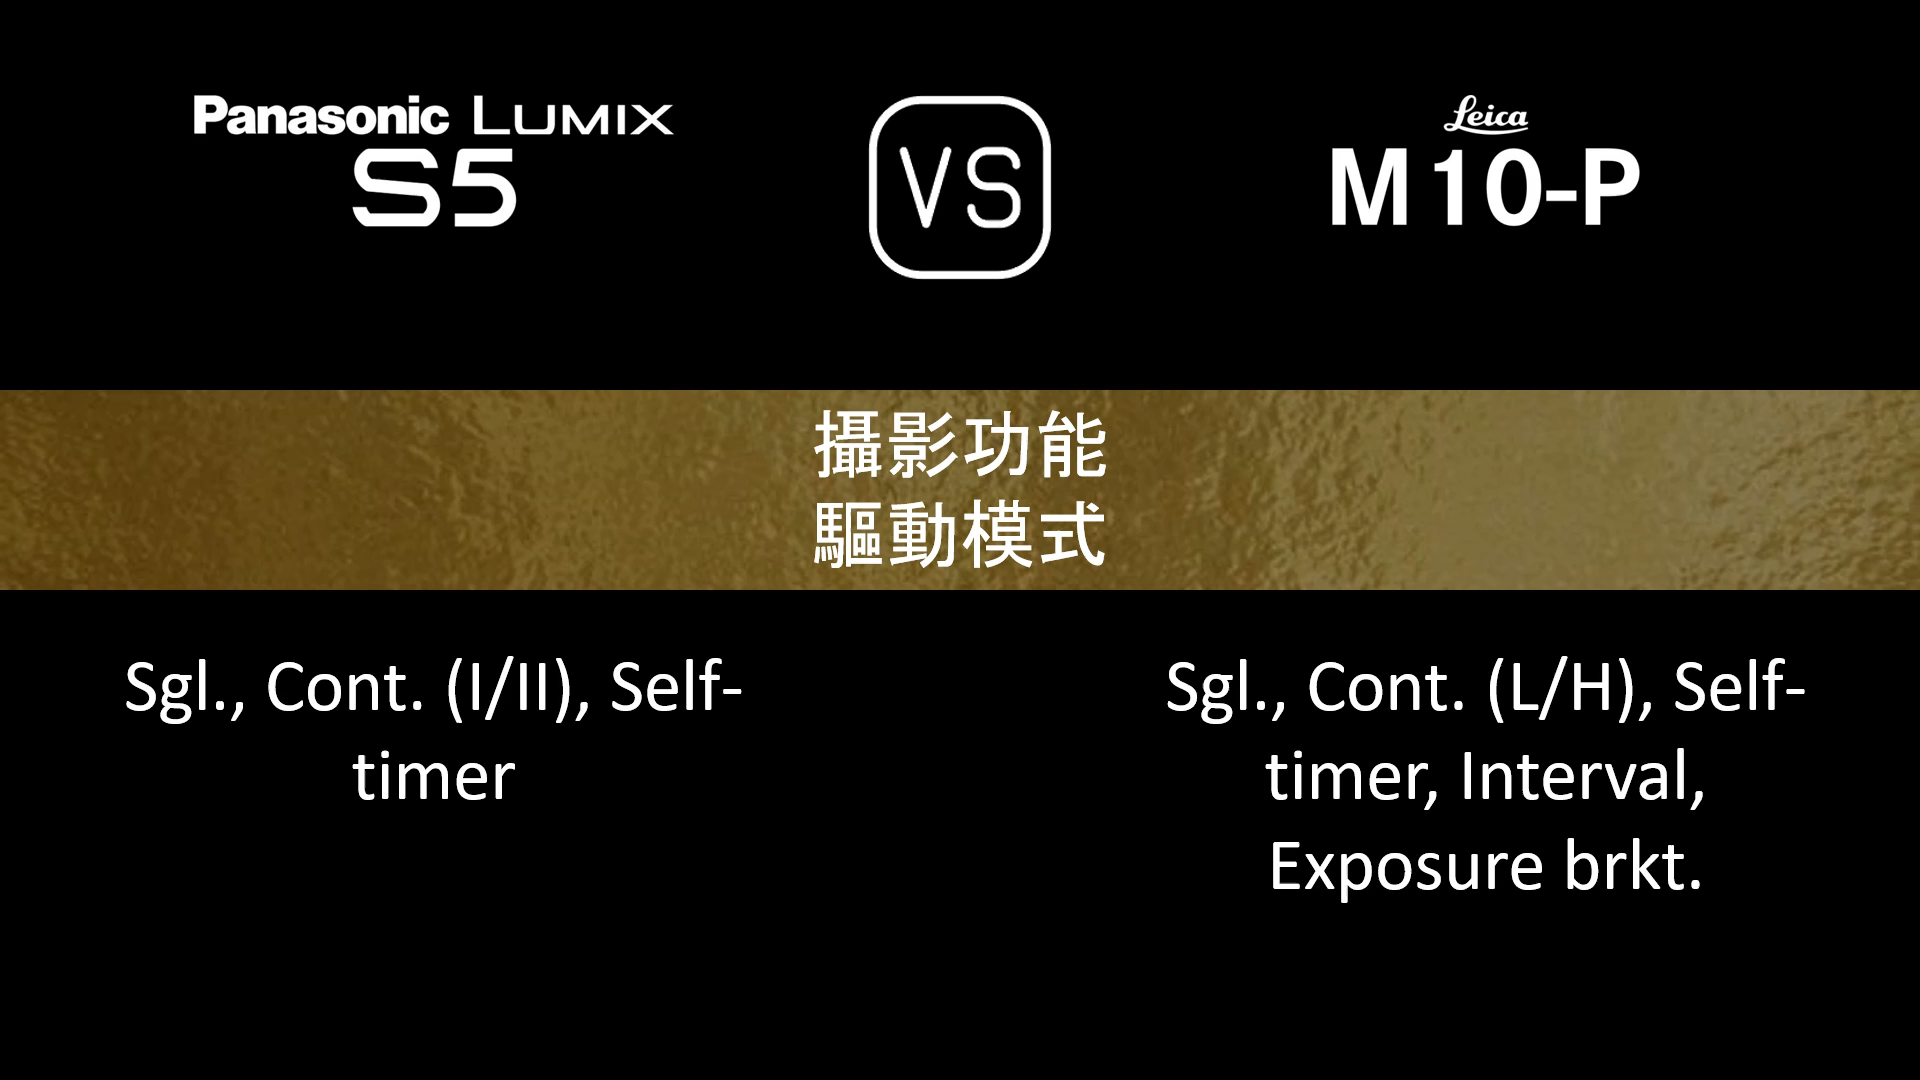 Panasonic LUMIX
S5
VS
Leica
M10-P
攝影功能
驅動模式
Sgl., Cont. (I/II), Self-
timer
Sgl., Cont. (L/H), Self-
timer, Interval,
Exposure brkt.